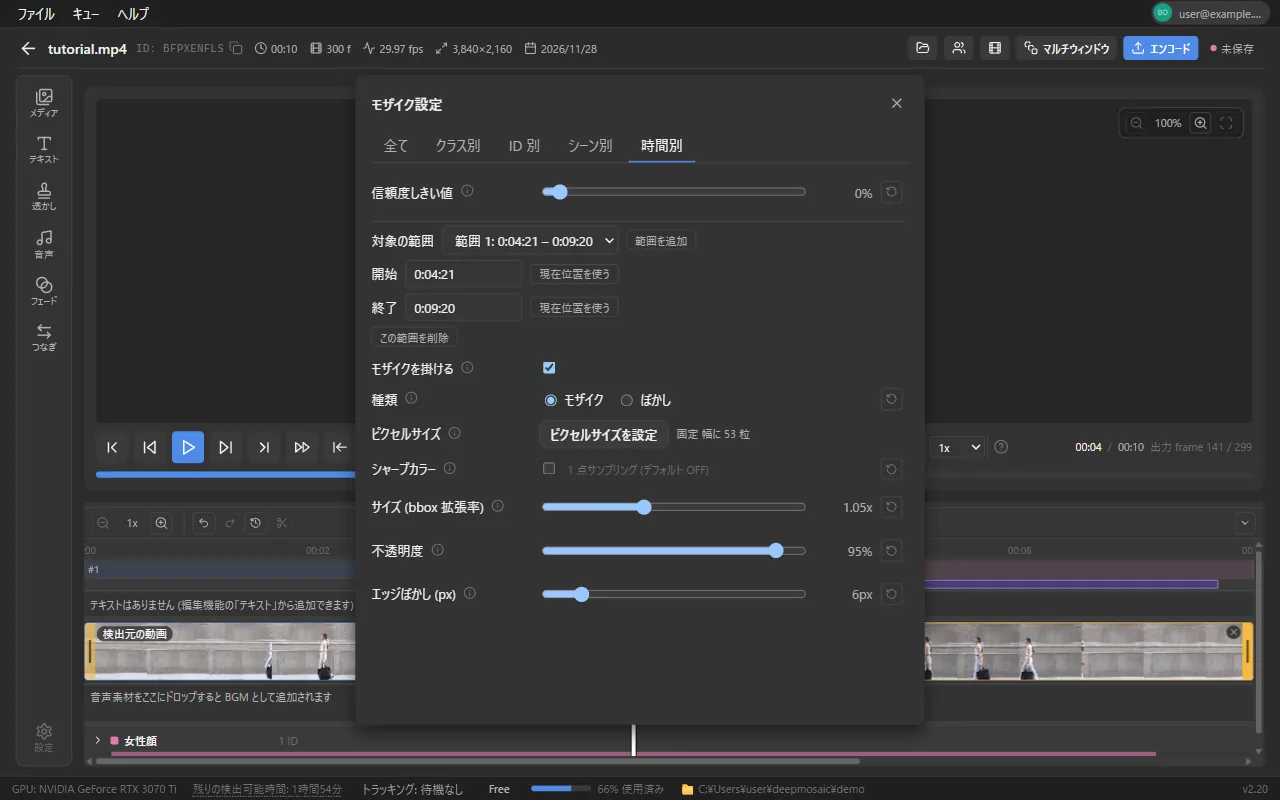 ファイル キュー ヘルプ BO user@example....
tutorial.mp4 ID: BFPXENFLS 00:10 300 f 29.97 fps 3,840×2,160 2026/11/28 マルチウィンドウ エンコード 未保存
メディア
テキスト
透かし
音声
フェード
つなぎ
設定
モザイク設定
全て クラス別 ID 別 シーン別 時間別
信頼度しきい値 0%
対象の範囲 範囲 1: 0:04:21 – 0:09:20 範囲を追加
開始 0:04:21 現在位置を使う
終了 0:09:20 現在位置を使う
この範囲を削除
モザイクを掛ける
種類 モザイク ぼかし
ピクセルサイズ ピクセルサイズを設定 固定 幅に 53 粒
シャープカラー 1 点サンプリング (デフォルト OFF)
サイズ (bbox 拡張率) 1.05x
不透明度 95%
エッジぼかし (px) 6px
100%
1x 00:04 / 00:10 出力 frame 141 / 299
1x
:00 00:02 00:08 00
#1
テキストはありません (編集機能の「テキスト」から追加できます)
検出元の動画
音声素材をここにドロップすると BGM として追加されます
女性顔 1 ID
GPU: NVIDIA GeForce RTX 3070 Ti 残りの検出可能時間: 1時間54分 トラッキング: 待機なし Free 66% 使用済み C:¥Users¥user¥deepmosaic¥demo v2.20